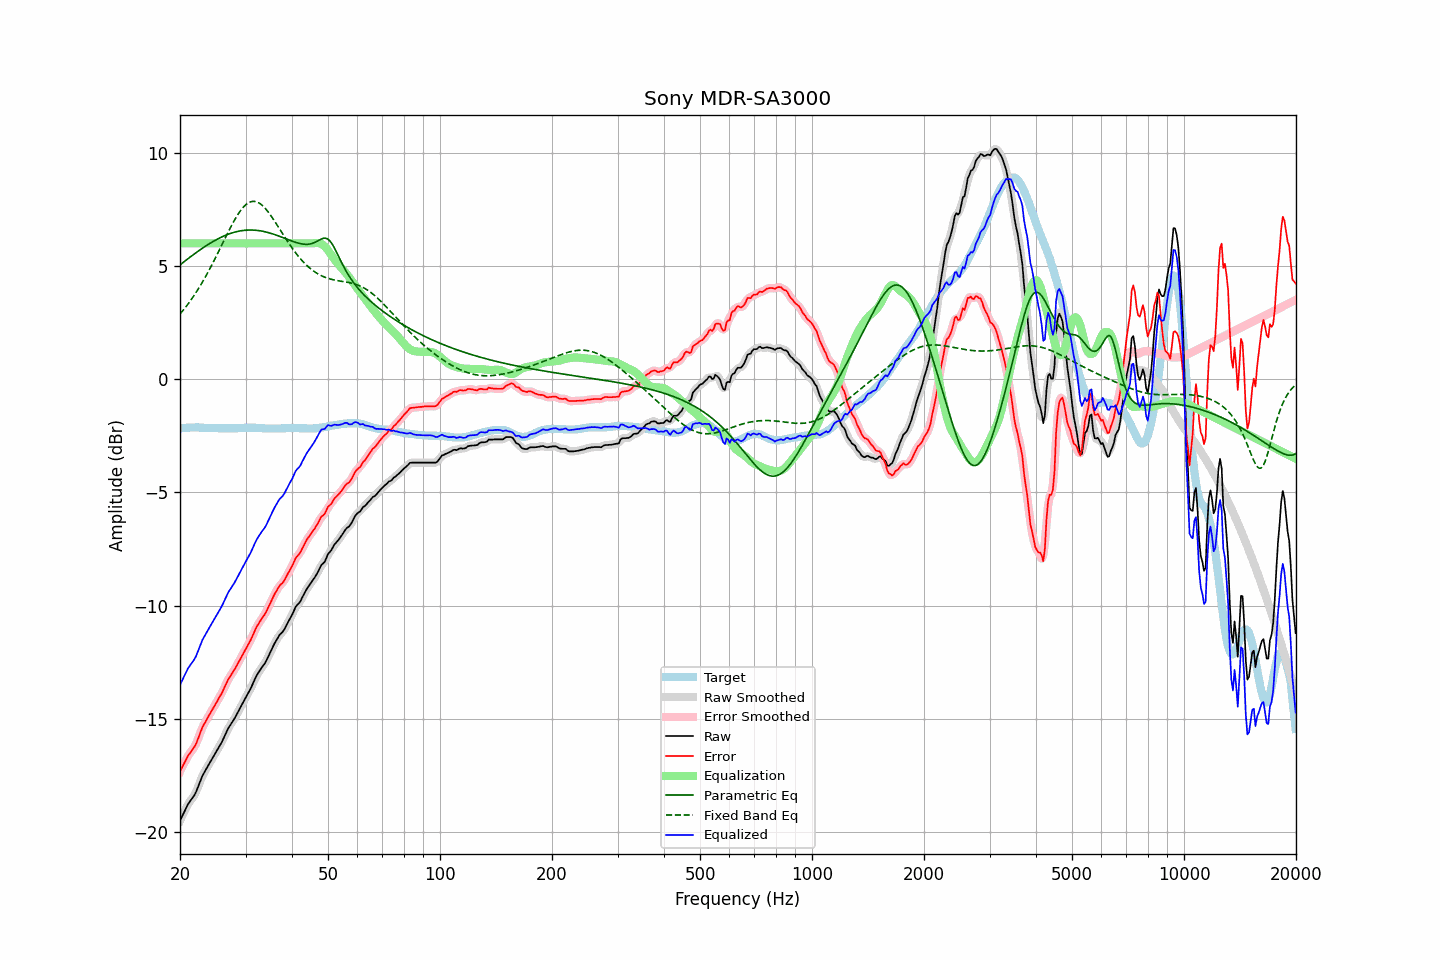 Sony MDR-SA3000
Amplitude (dBr)
10
5
0
−5
−10
−15
−20
Target
Raw Smoothed
Error Smoothed
Raw
Error
Equalization
Parametric Eq
Fixed Band Eq
Equalized
20 50 100 200 500 1000 2000 5000 10000 20000
Frequency (Hz)